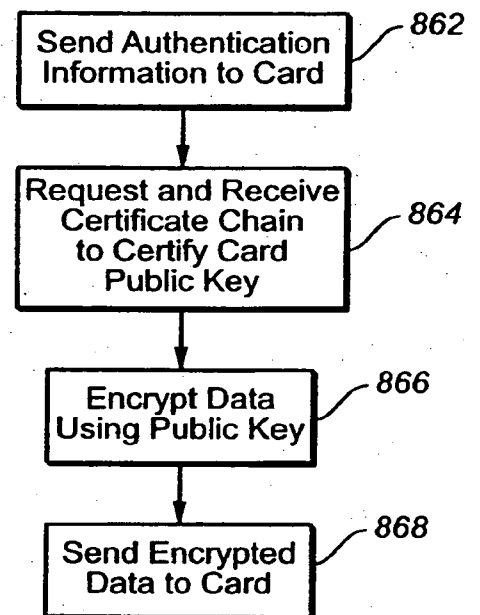 Send Authentication
Information to Card
862
Request and Receive
Certificate Chain
to Certify Card
Public Key
864
Encrypt Data
Using Public Key
866
Send Encrypted
Data to Card
868